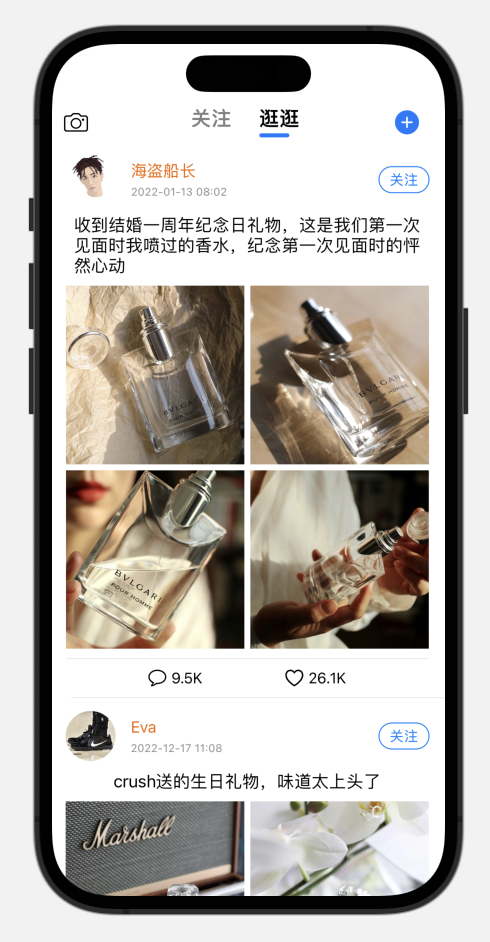 关注
逛逛
海盗船长
关注
2022-01-13 08:02
收到结婚一周年纪念日礼物，这是我们第一次
见面时我喷过的香水，纪念第一次见面时的怦
然心动
BVLGARI
POUR HOMME
BVLGARI
POUR HOMME
BVLGARI
POUR HOMME
9.5K
26.1K
Eva
关注
2022-12-17 11:08
crush送的生日礼物，味道太上头了
Marshall